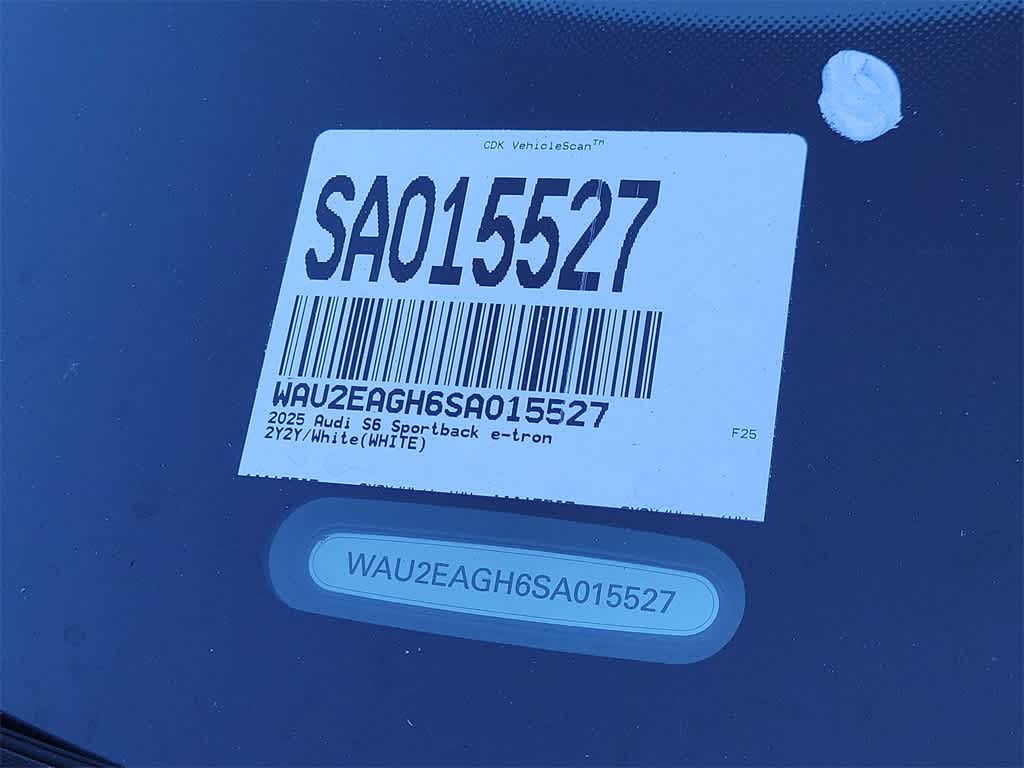 CDK VehicleScan™
SA015527
WAU2EAGH6SA015527
2025 Audi S6 Sportback e-tron
2Y2Y/White(WHITE)
F25
WAU2EAGH6SA015527